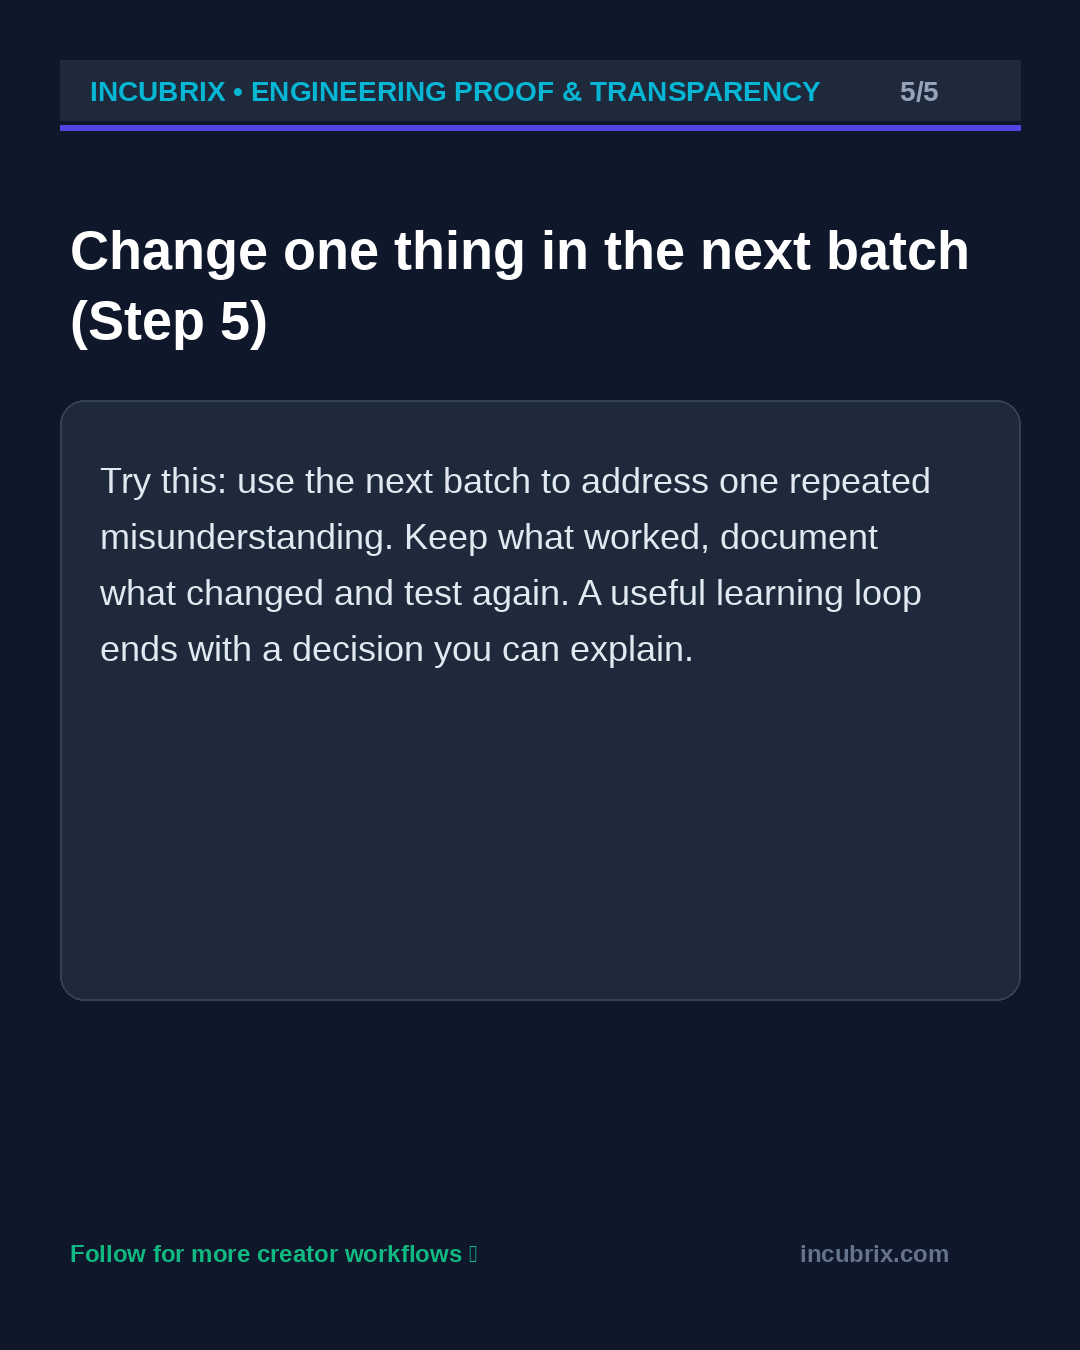 INCUBRIX • ENGINEERING PROOF & TRANSPARENCY 5/5
Change one thing in the next batch
(Step 5)
Try this: use the next batch to address one repeated
misunderstanding. Keep what worked, document
what changed and test again. A useful learning loop
ends with a decision you can explain.
Follow for more creator workflows
incubrix.com